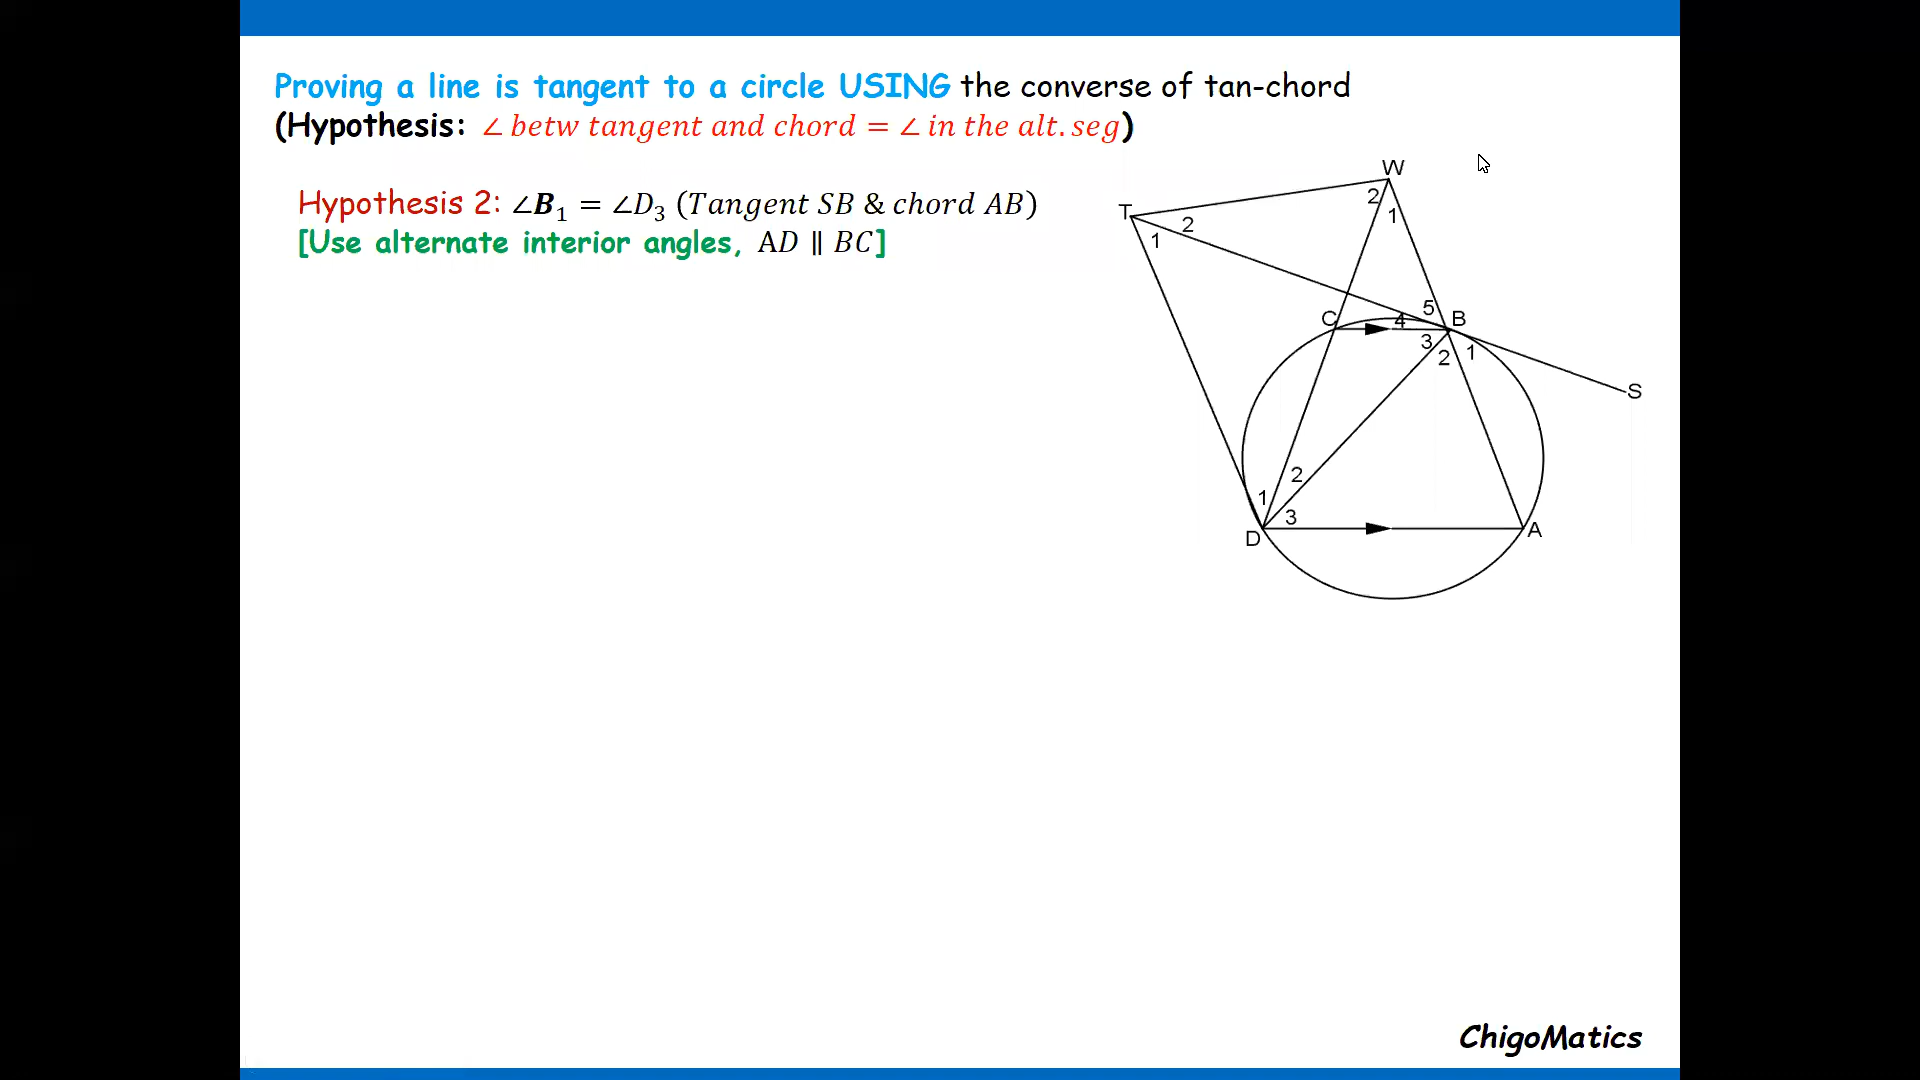 Proving a line is tangent to a circle USING the converse of tan-chord
(Hypothesis: ∠ betw tangent and chord = ∠ in the alt. seg)
Hypothesis 2: ∠B₁ = ∠D₃ (Tangent SB & chord AB)
[Use alternate interior angles, AD ∥ BC]
W
2
1
T
2
1
5
C
4
B
3
2
1
S
2
1
3
D
A
ChigoMatics